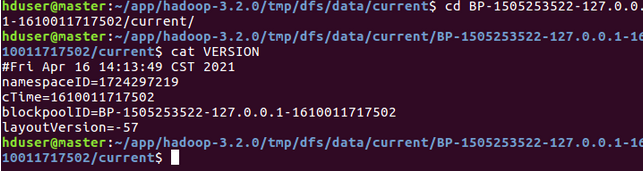 hduser@master:~/app/hadoop-3.2.0/tmp/dfs/data/current$ cd BP-1505253522-127.0.0.
1-1610011717502/current/
hduser@master:~/app/hadoop-3.2.0/tmp/dfs/data/current/BP-1505253522-127.0.0.1-16
10011717502/current$ cat VERSION
#Fri Apr 16 14:13:49 CST 2021
namespaceID=1724297219
cTime=1610011717502
blockpoolID=BP-1505253522-127.0.0.1-1610011717502
layoutVersion=-57
hduser@master:~/app/hadoop-3.2.0/tmp/dfs/data/current/BP-1505253522-127.0.0.1-16
10011717502/current$